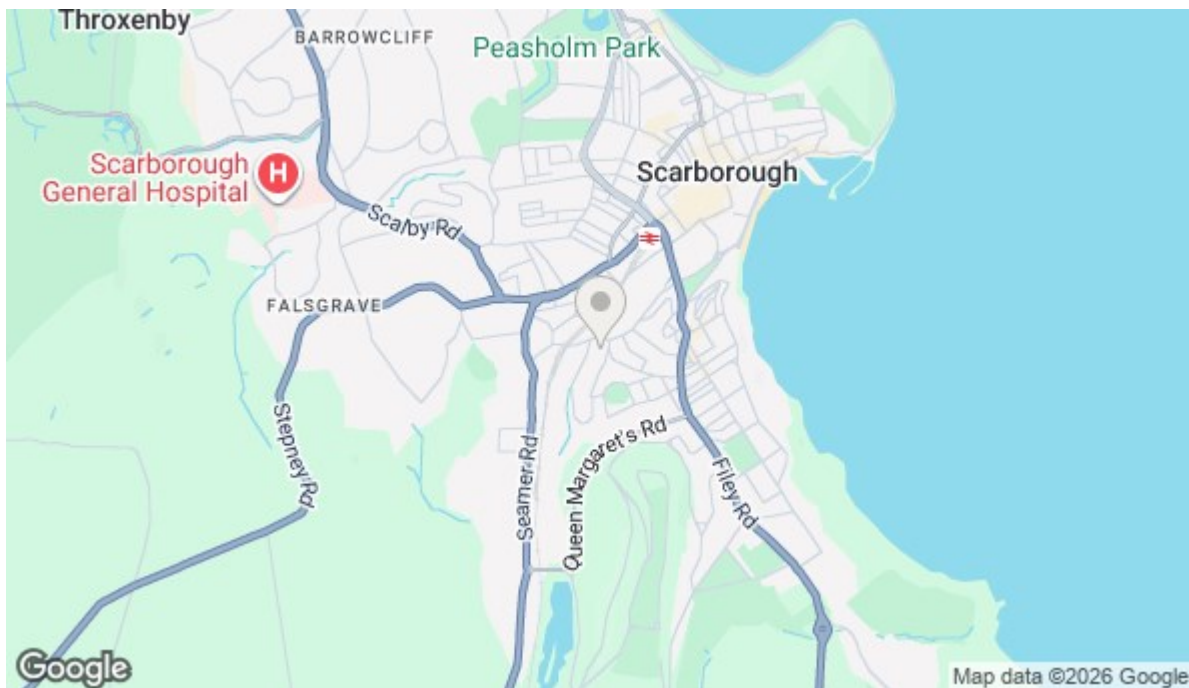 Throxenby
BARROWCLIFF
Peasholm Park
Scarborough
General Hospital
H
Scarborough
Scalby Rd
FALSGRAVE
Stepney Rd
Seamer Rd
Queen Margaret's Rd
Filey Rd
Google
Map data ©2026 Google